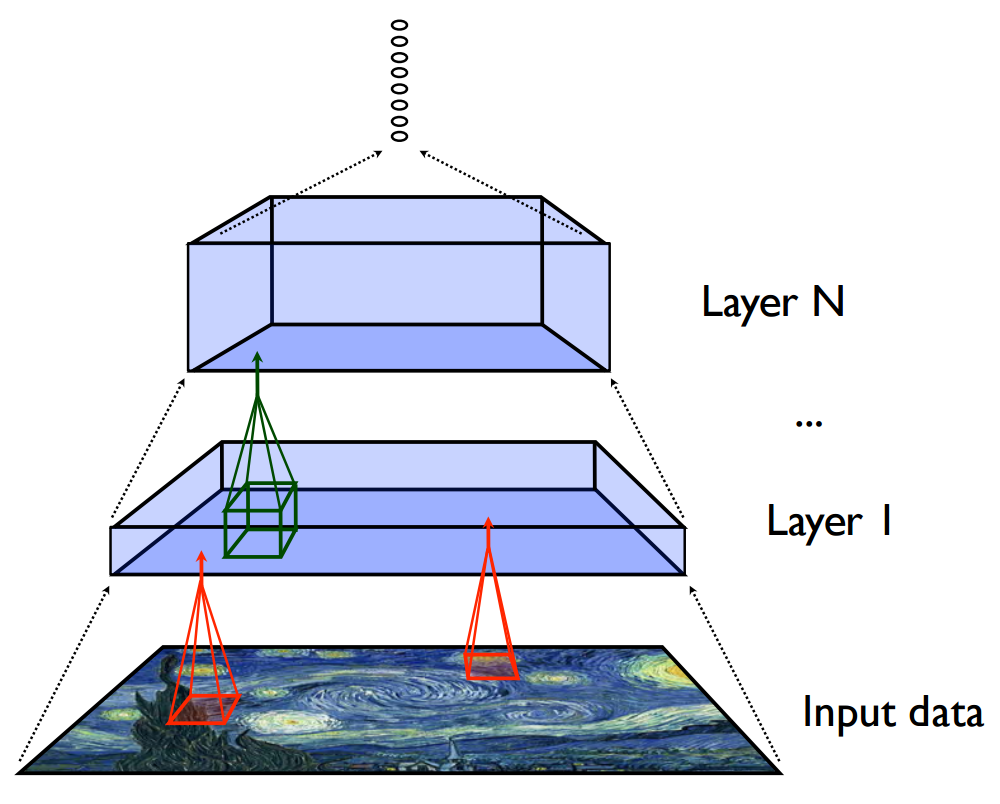 Layer N
...
Layer 1
Input data